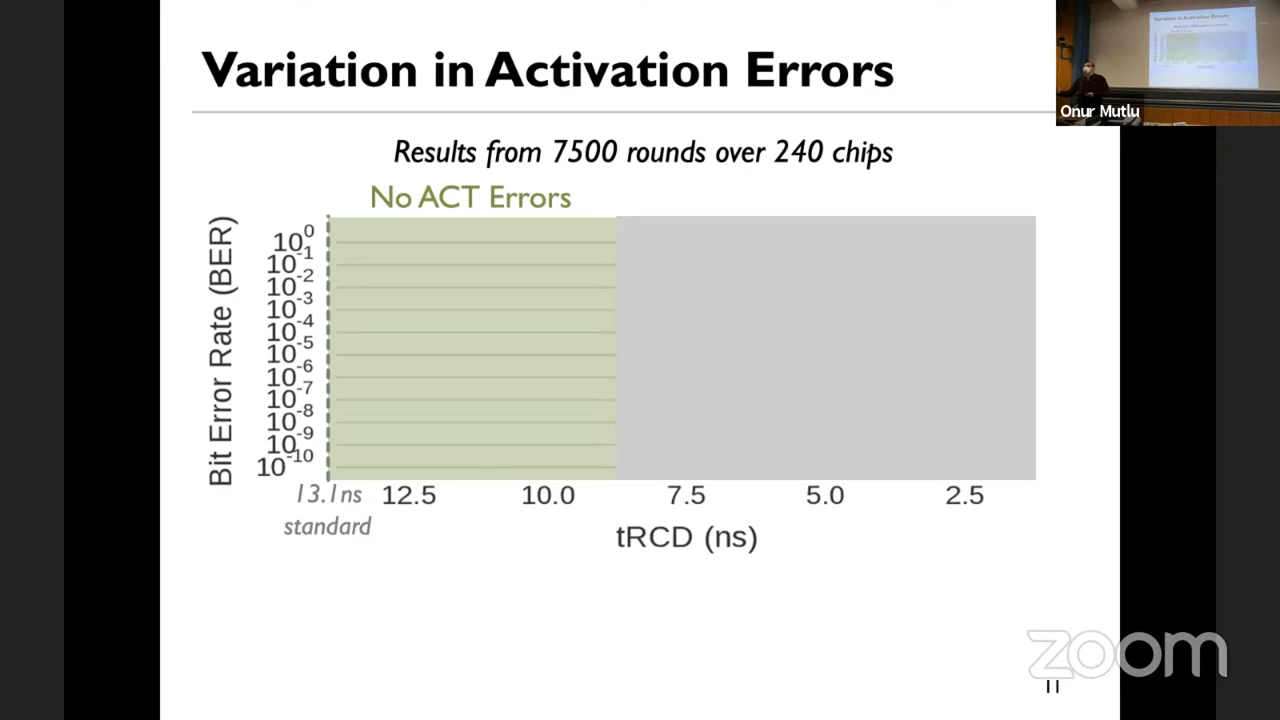 Variation in Activation Errors
Onur Mutlu
Results from 7500 rounds over 240 chips
No ACT Errors
Bit Error Rate (BER)
10^0
10^-1
10^-2
10^-3
10^-4
10^-5
10^-6
10^-7
10^-8
10^-9
10^-10
13.1ns
standard
12.5 10.0 7.5 5.0 2.5
tRCD (ns)
zoom
11